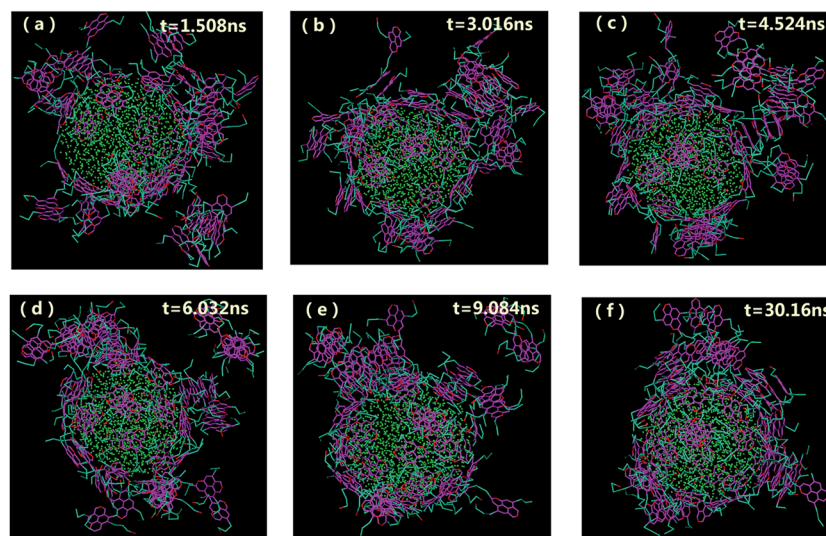 (a) t=1.508ns
(b) t=3.016ns
(c) t=4.524ns
(d) t=6.032ns
(e) t=9.084ns
(f) t=30.16ns